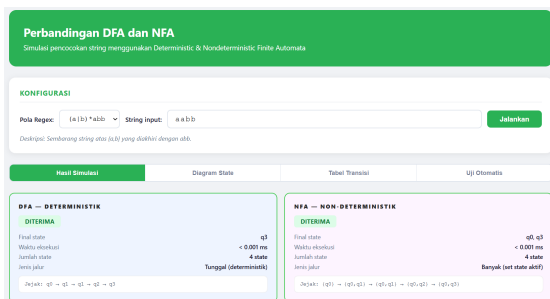 Perbandingan DFA dan NFA
Simulasi pencocokan string menggunakan Deterministic & Nondeterministic Finite Automata
KONFIGURASI
Pola Regex: (a|b)*abb String input: aabb Jalankan
Deskripsi: Sembarang string atas {a,b} yang diakhiri dengan abb.
Hasil Simulasi Diagram State Tabel Transisi Uji Otomatis
DFA — DETERMINISTIK
DITERIMA
Final state q3
Waktu eksekusi < 0.001 ms
Jumlah state 4 state
Jenis jalur Tunggal (deterministik)
Jejak: q0 → q1 → q1 → q2 → q3
NFA — NON-DETERMINISTIK
DITERIMA
Final state q0, q3
Waktu eksekusi < 0.001 ms
Jumlah state 4 state
Jenis jalur Banyak (set state aktif)
Jejak: {q0} → {q0,q1} → {q0,q1} → {q0,q2} → {q0,q3}